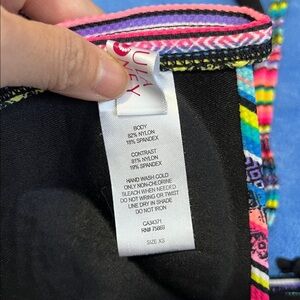 BODY
82% NYLON
18% SPANDEX
CONTRAST
81% NYLON
19% SPANDEX
HAND WASH COLD
ONLY NON-CHLORINE
BLEACH WHEN NEEDED
DO NOT WRING OR TWIST
LINE DRY IN SHADE
DO NOT IRON
CA34371
RN# 75869
SIZE XS